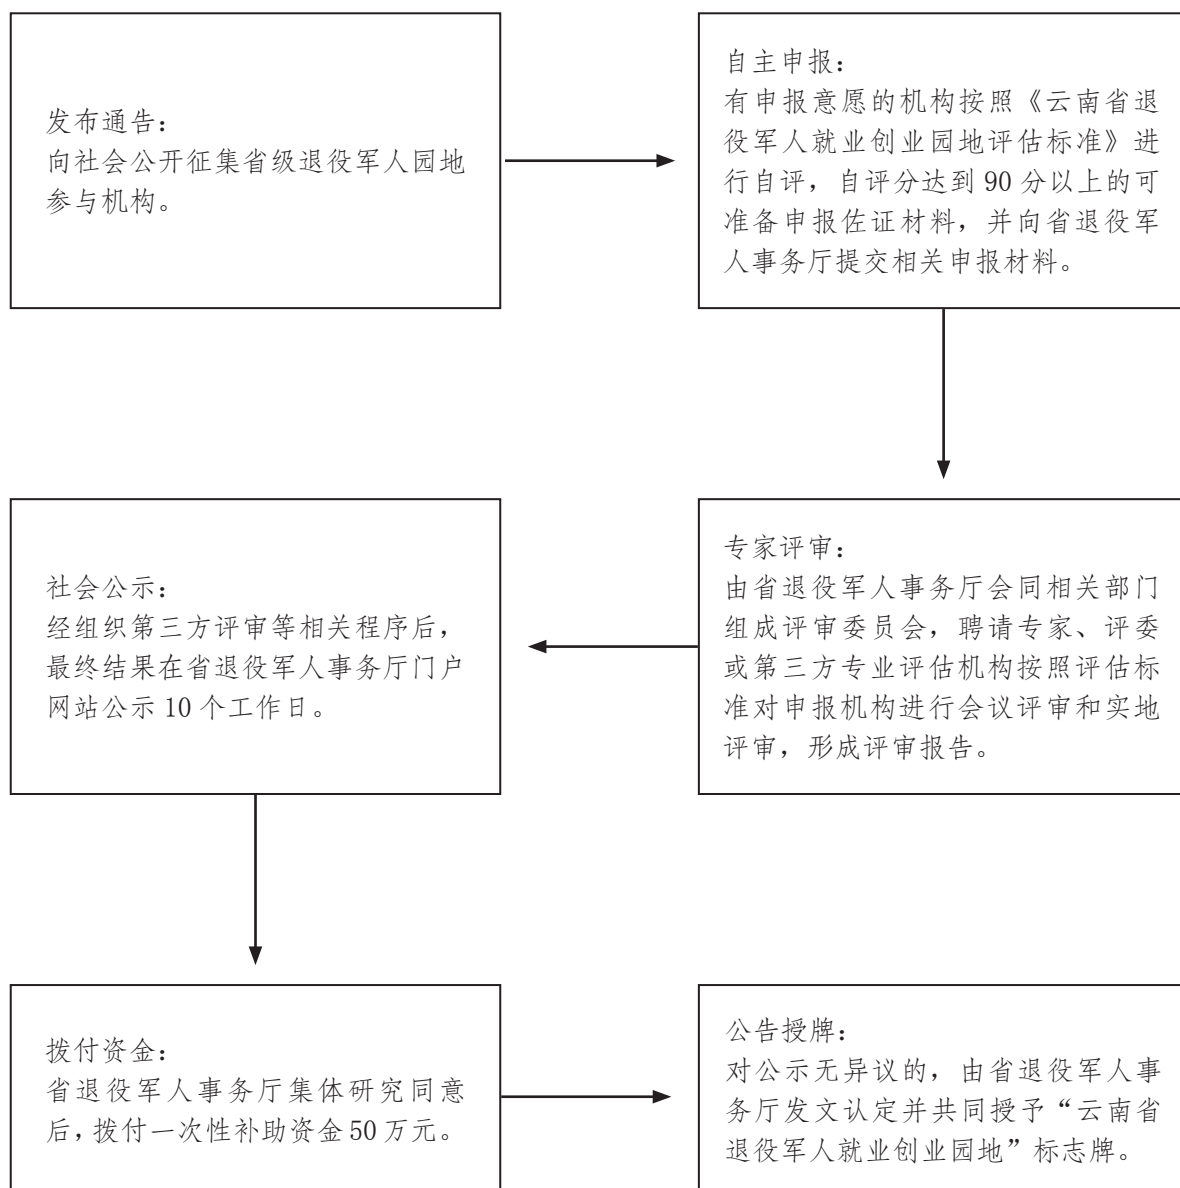 发布通告：
向社会公开征集省级退役军人园地
参与机构。
自主申报：
有申报意愿的机构按照《云南省退
役军人就业创业园地评估标准》进
行自评，自评分达到 90 分以上的可
准备申报佐证材料，并向省退役军
人事务厅提交相关申报材料。
专家评审：
由省退役军人事务厅会同相关部门
组成评审委员会，聘请专家、评委
或第三方专业评估机构按照评估标
准对申报机构进行会议评审和实地
评审，形成评审报告。
社会公示：
经组织第三方评审等相关程序后，
最终结果在省退役军人事务厅门户
网站公示 10 个工作日。
拨付资金：
省退役军人事务厅集体研究同意
后，拨付一次性补助资金 50 万元。
公告授牌：
对公示无异议的，由省退役军人事
务厅发文认定并共同授予“云南省
退役军人就业创业园地”标志牌。